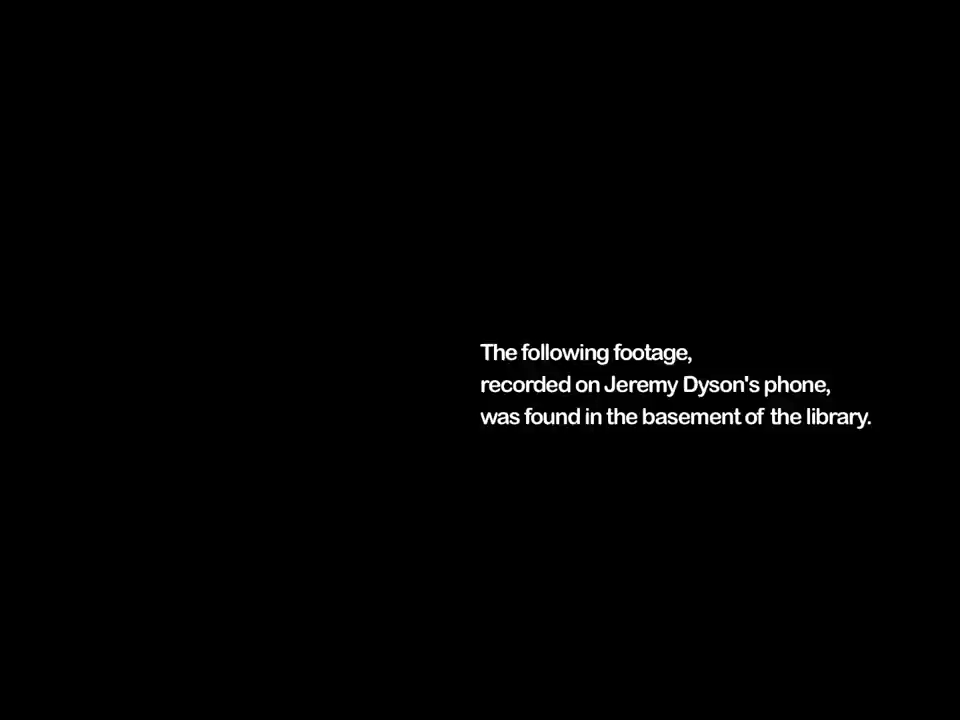 The following footage,
recorded on Jeremy Dyson's phone,
was found in the basement of the library.